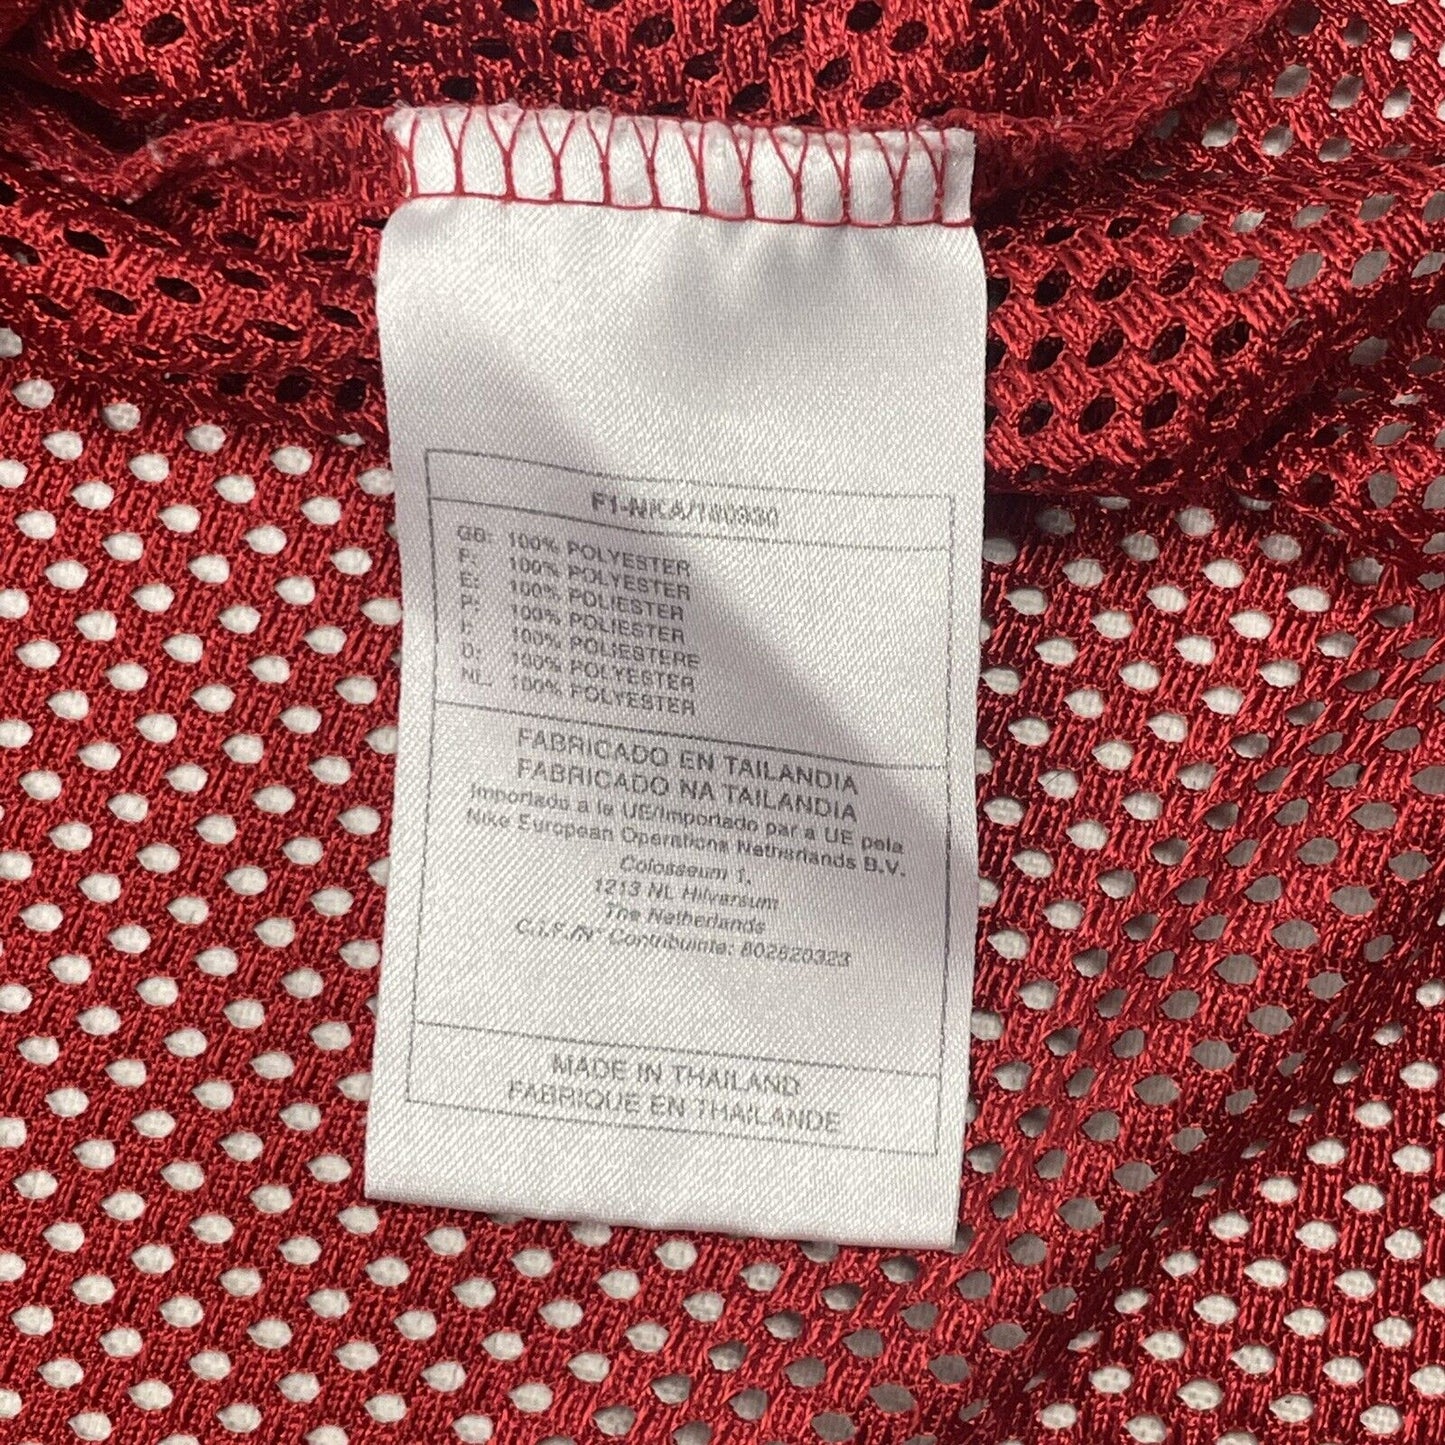 F1-NIKA/100330
GB: 100% POLYESTER
F: 100% POLYESTER
E: 100% POLIESTER
P: 100% POLIESTER
I: 100% POLIESTERE
D: 100% POLYESTER
NL: 100% POLYESTER
FABRICADO EN TAILANDIA
FABRICADO NA TAILANDIA
Importado a la UE/Importado par a UE pela
Nike European Operations Netherlands B.V.
Colosseum 1,
1213 NL Hilversum
The Netherlands
C.i.F./N° Contribuinte: 802820323
MADE IN THAILAND
FABRIQUE EN THAILANDE